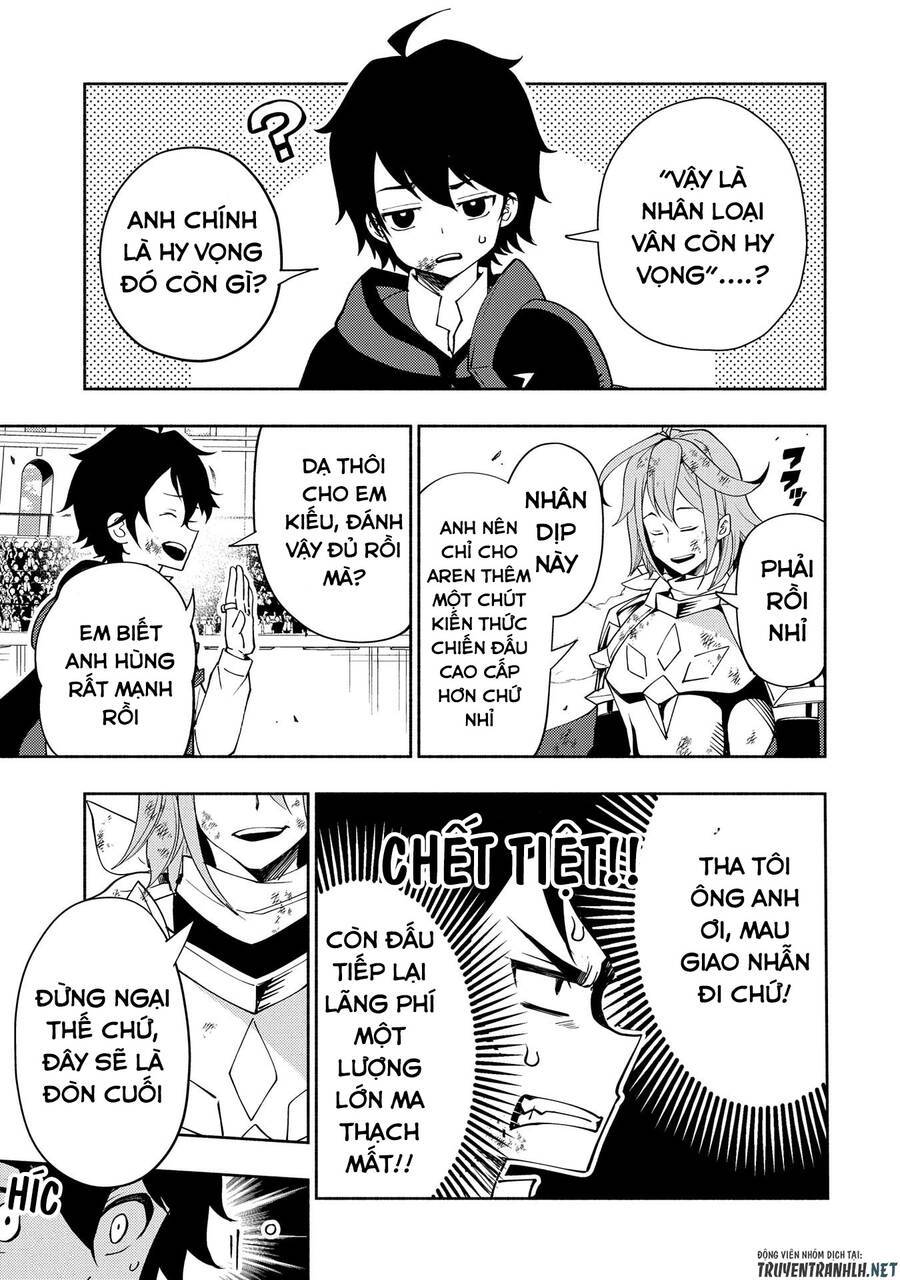 "VẬY LÀ
NHÂN LOẠI
VÂN CÒN HY
VỌNG"....?
?
ANH CHÍNH
LÀ HY VỌNG
ĐÓ CÒN GÌ?
フフッ
PHẢI
RỒI
NHỈ
NHÂN
DỊP
NÀY
ANH NÊN
CHỈ CHO
AREN THÊM
MỘT CHÚT
KIẾN THỨC
CHIẾN ĐẤU
CAO CẤP
HƠN CHỨ
NHỈ
DẠ THÔI
CHO EM
KIẾU, ĐÁNH
VẬY ĐỦ RỒI
MÀ?
EM BIẾT
ANH HÙNG
RẤT MẠNH
RỒI
THA TÔI
ÔNG ANH
ƠI, MAU
GIAO NHẪN
ĐI CHỨ!
CHẾT TIỆT!!
CÒN ĐẤU
TIẾP LẠI
LÃNG PHÍ
MỘT
LƯỢNG
LỚN MA
THẠCH
MẤT!!
ĐỪNG NGẠI
THẾ CHỨ,
ĐÂY SẼ LÀ
ĐÒN CUỐI
HÍC
ĐỘNG VIÊN NHÓM DỊCH TẠI:
TRUYENTRANHLH.NET